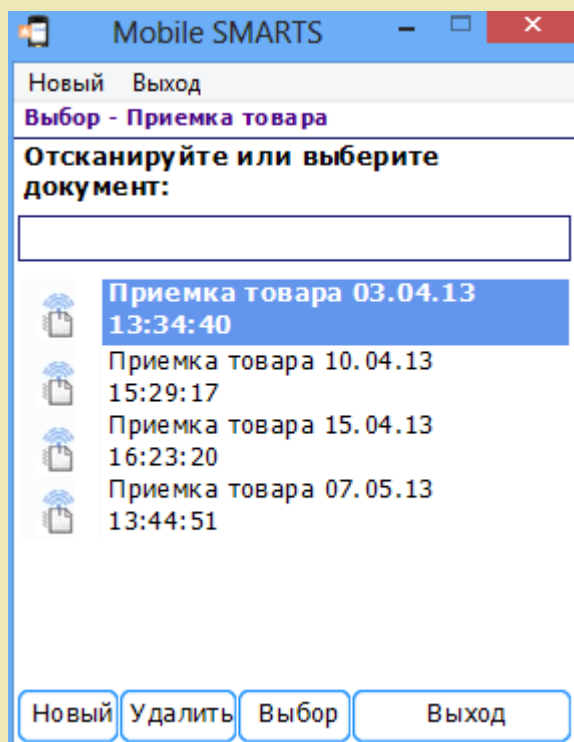 Mobile SMARTS
Новый Выход
Выбор - Приемка товара
Отсканируйте или выберите
документ:
Приемка товара 03.04.13
13:34:40
Приемка товара 10.04.13
15:29:17
Приемка товара 15.04.13
16:23:20
Приемка товара 07.05.13
13:44:51
Новый Удалить Выбор Выход